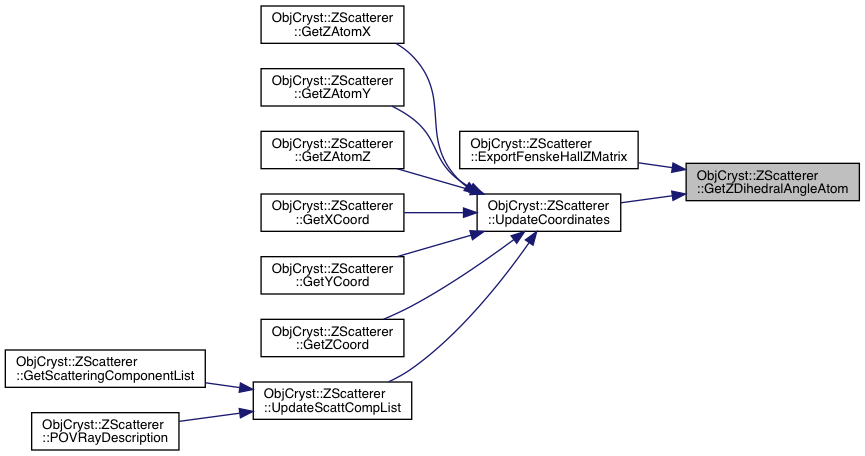 ObjCryst::ZScatterer
::GetZAtomX
ObjCryst::ZScatterer
::GetZAtomY
ObjCryst::ZScatterer
::GetZAtomZ
ObjCryst::ZScatterer
::ExportFenskeHallZMatrix
ObjCryst::ZScatterer
::GetZDihedralAngleAtom
ObjCryst::ZScatterer
::GetXCoord
ObjCryst::ZScatterer
::UpdateCoordinates
ObjCryst::ZScatterer
::GetYCoord
ObjCryst::ZScatterer
::GetZCoord
ObjCryst::ZScatterer
::GetScatteringComponentList
ObjCryst::ZScatterer
::UpdateScattCompList
ObjCryst::ZScatterer
::POVRayDescription